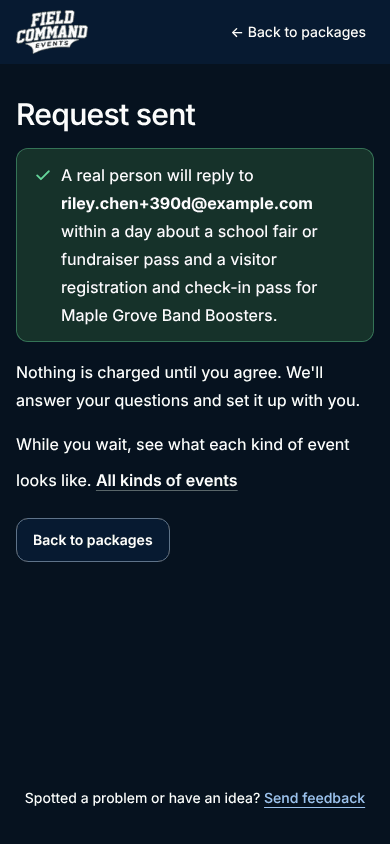 FIELD
COMMAND
EVENTS
← Back to packages
Request sent
A real person will reply to
riley.chen+390d@example.com
within a day about a school fair or
fundraiser pass and a visitor
registration and check-in pass for
Maple Grove Band Boosters.
Nothing is charged until you agree. We'll
answer your questions and set it up with you.
While you wait, see what each kind of event
looks like. All kinds of events
Back to packages
Spotted a problem or have an idea? Send feedback